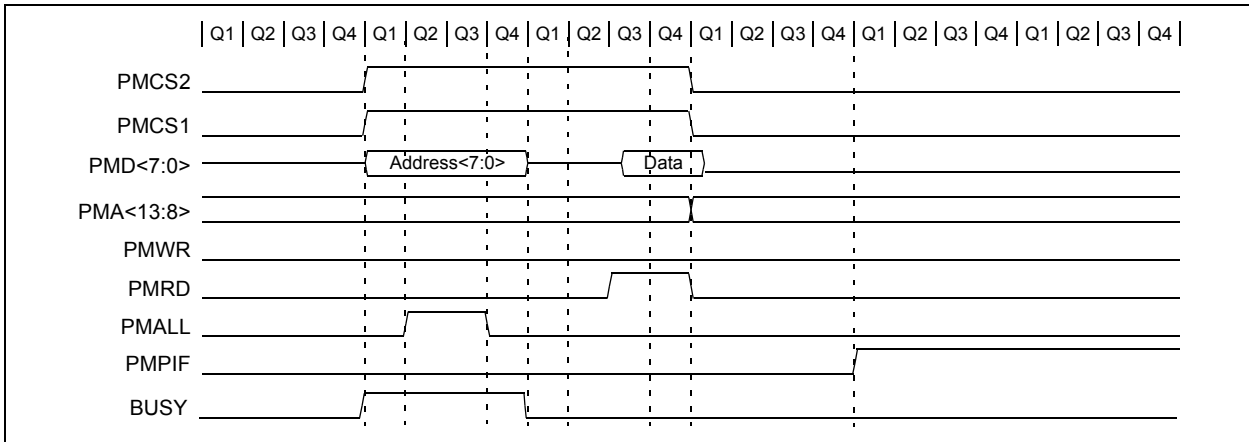 Q1 Q2 Q3 Q4 Q1 Q2 Q3 Q4 Q1 Q2 Q3 Q4 Q1 Q2 Q3 Q4 Q1 Q2 Q3 Q4 Q1 Q2 Q3 Q4
PMCS2
PMCS1
PMD<7:0> Address<7:0> Data
PMA<13:8>
PMWR
PMRD
PMALL
PMPIF
BUSY